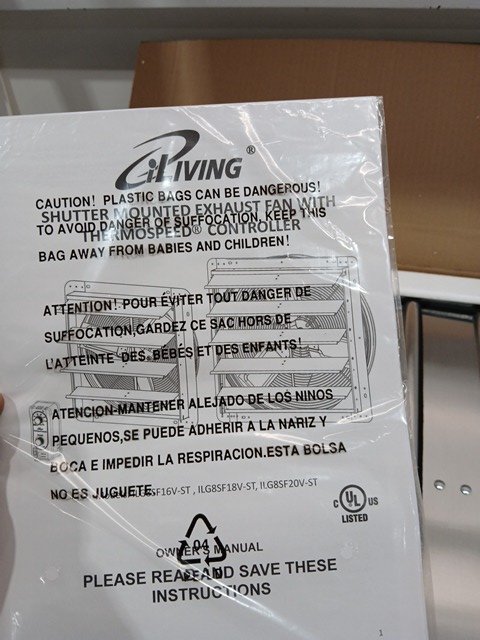 iLIVING®
CAUTION! PLASTIC BAGS CAN BE DANGEROUS!
SHUTTER MOUNTED EXHAUST FAN WITH
TO AVOID DANGER OF SUFFOCATION, KEEP THIS
THERMOSPEED® CONTROLLER
BAG AWAY FROM BABIES AND CHILDREN!
ATTENTION! POUR ÉVITER TOUT DANGER DE
SUFFOCATION,GARDEZ CE SAC HORS DE
L'ATTEINTE DES BÉBES ET DES ENFANTS!
ATENCION-MANTENER ALEJADO DE LOS NINOS
PEQUENOS,SE PUEDE ADHERIR A LA NARIZ Y
BOCA E IMPEDIR LA RESPIRACION.ESTA BOLSA
NO ES JUGUETE.
ILG8SF18V-ST, ILG8SF20V-ST
C UL US
LISTED
04
OWNER'S MANUAL
PLEASE READ AND SAVE THESE
INSTRUCTIONS
1